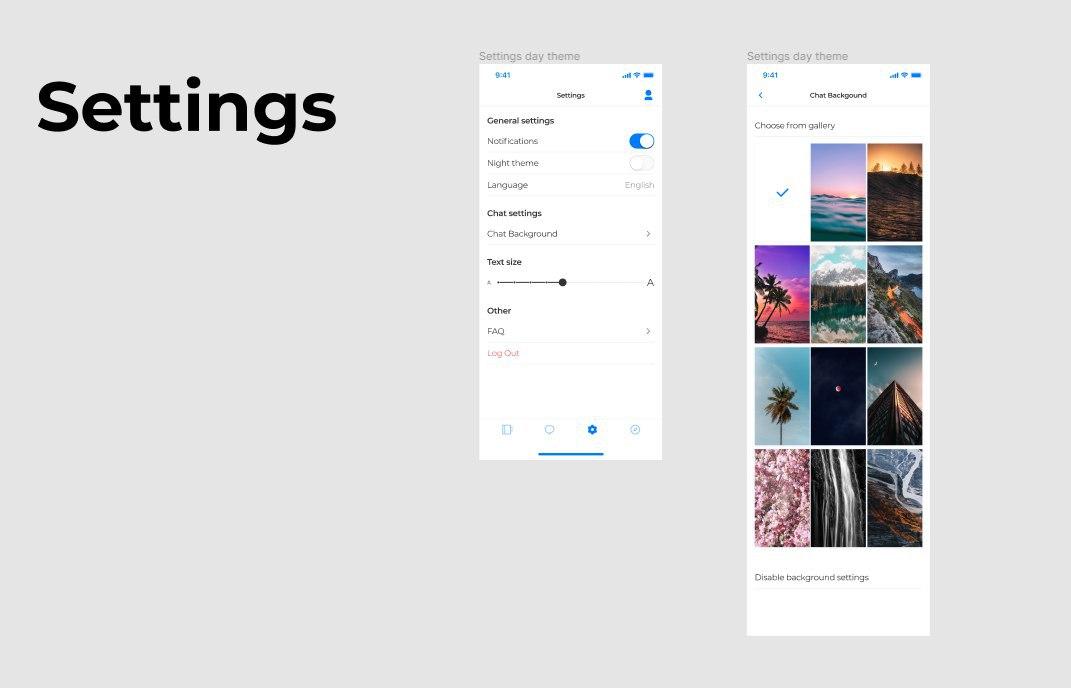 Settings
Settings day theme
9:41
Settings
General settings
Notifications
Night theme
Language English
Chat settings
Chat Background
Text size
A A
Other
FAQ
Log Out
Settings day theme
9:41
Chat Backgound
Choose from gallery
Disable background settings